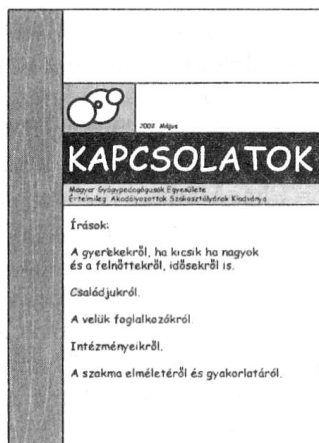 2004 Május
KAPCSOLATOK
Magyar Gyógypedagógusok Egyesülete
Értelmileg Akadályozottak Szakosztályának Kiadványa
Írások:
A gyerekekről, ha kicsik ha nagyok
és a felnőttekről, idősekről is.
Családjukról.
A velük foglalkozókról.
Intézményeikről.
A szakma elméletéről és gyakorlatáról.